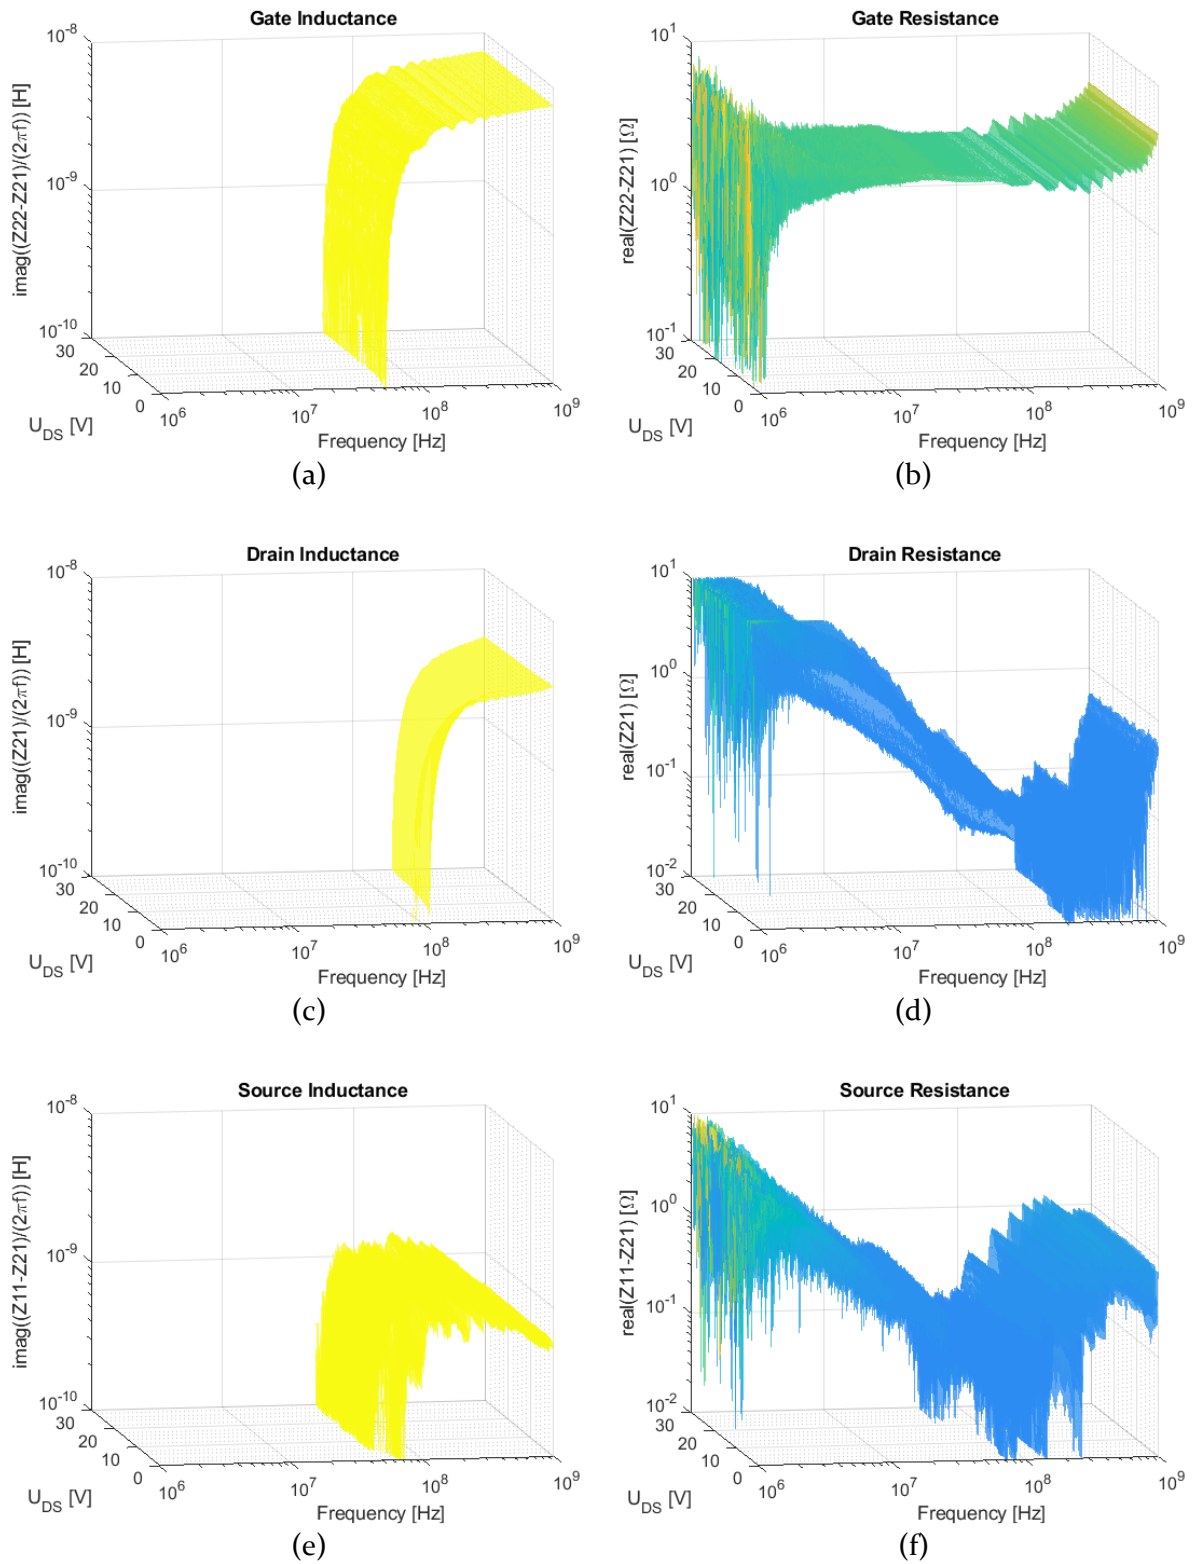 Gate Inductance
10^-8
10^-9
10^-10
imag((Z22-Z21)/(2πf)) [H]
30
20
10
0
U_DS [V]
10^6
10^7
10^8
10^9
Frequency [Hz]
(a)
Gate Resistance
10^1
10^0
10^-1
real(Z22-Z21) [Ω]
30
20
10
0
U_DS [V]
10^6
10^7
10^8
10^9
Frequency [Hz]
(b)
Drain Inductance
10^-8
10^-9
10^-10
imag((Z21)/(2πf)) [H]
30
20
10
0
U_DS [V]
10^6
10^7
10^8
10^9
Frequency [Hz]
(c)
Drain Resistance
10^1
10^0
10^-1
10^-2
real(Z21) [Ω]
30
20
10
0
U_DS [V]
10^6
10^7
10^8
10^9
Frequency [Hz]
(d)
Source Inductance
10^-8
10^-9
10^-10
imag((Z11-Z21)/(2πf)) [H]
30
20
10
0
U_DS [V]
10^6
10^7
10^8
10^9
Frequency [Hz]
(e)
Source Resistance
10^1
10^0
10^-1
10^-2
real(Z11-Z21) [Ω]
30
20
10
0
U_DS [V]
10^6
10^7
10^8
10^9
Frequency [Hz]
(f)